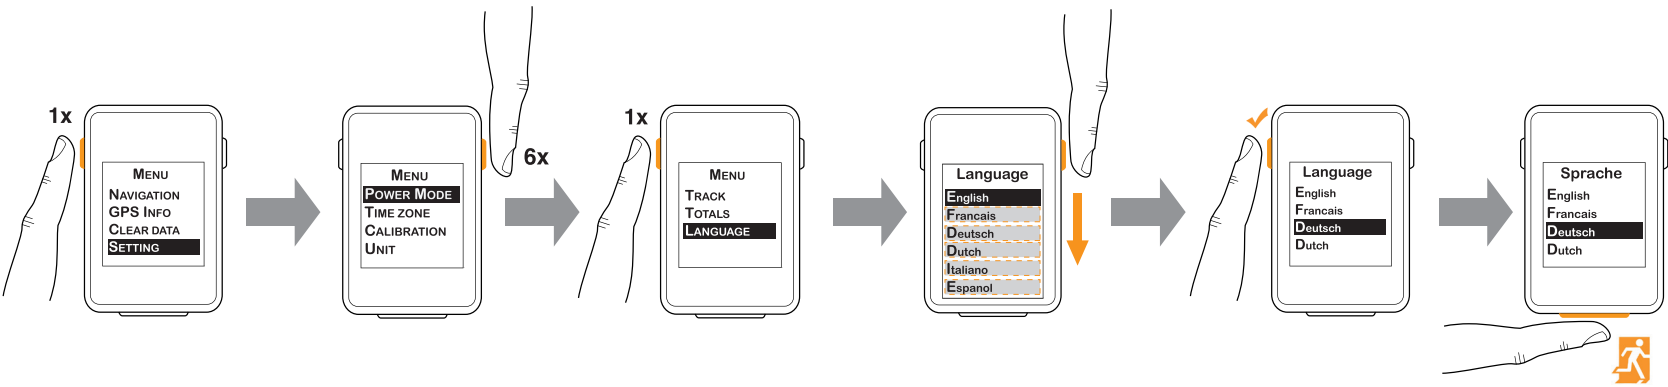 1x
MENU
NAVIGATION
GPS INFO
CLEAR DATA
SETTING
MENU
POWER MODE
TIME ZONE
CALIBRATION
UNIT
6x
1x
MENU
TRACK
TOTALS
LANGUAGE
Language
English
Francais
Deutsch
Dutch
Italiano
Espanol
Language
English
Francais
Deutsch
Dutch
Sprache
English
Francais
Deutsch
Dutch